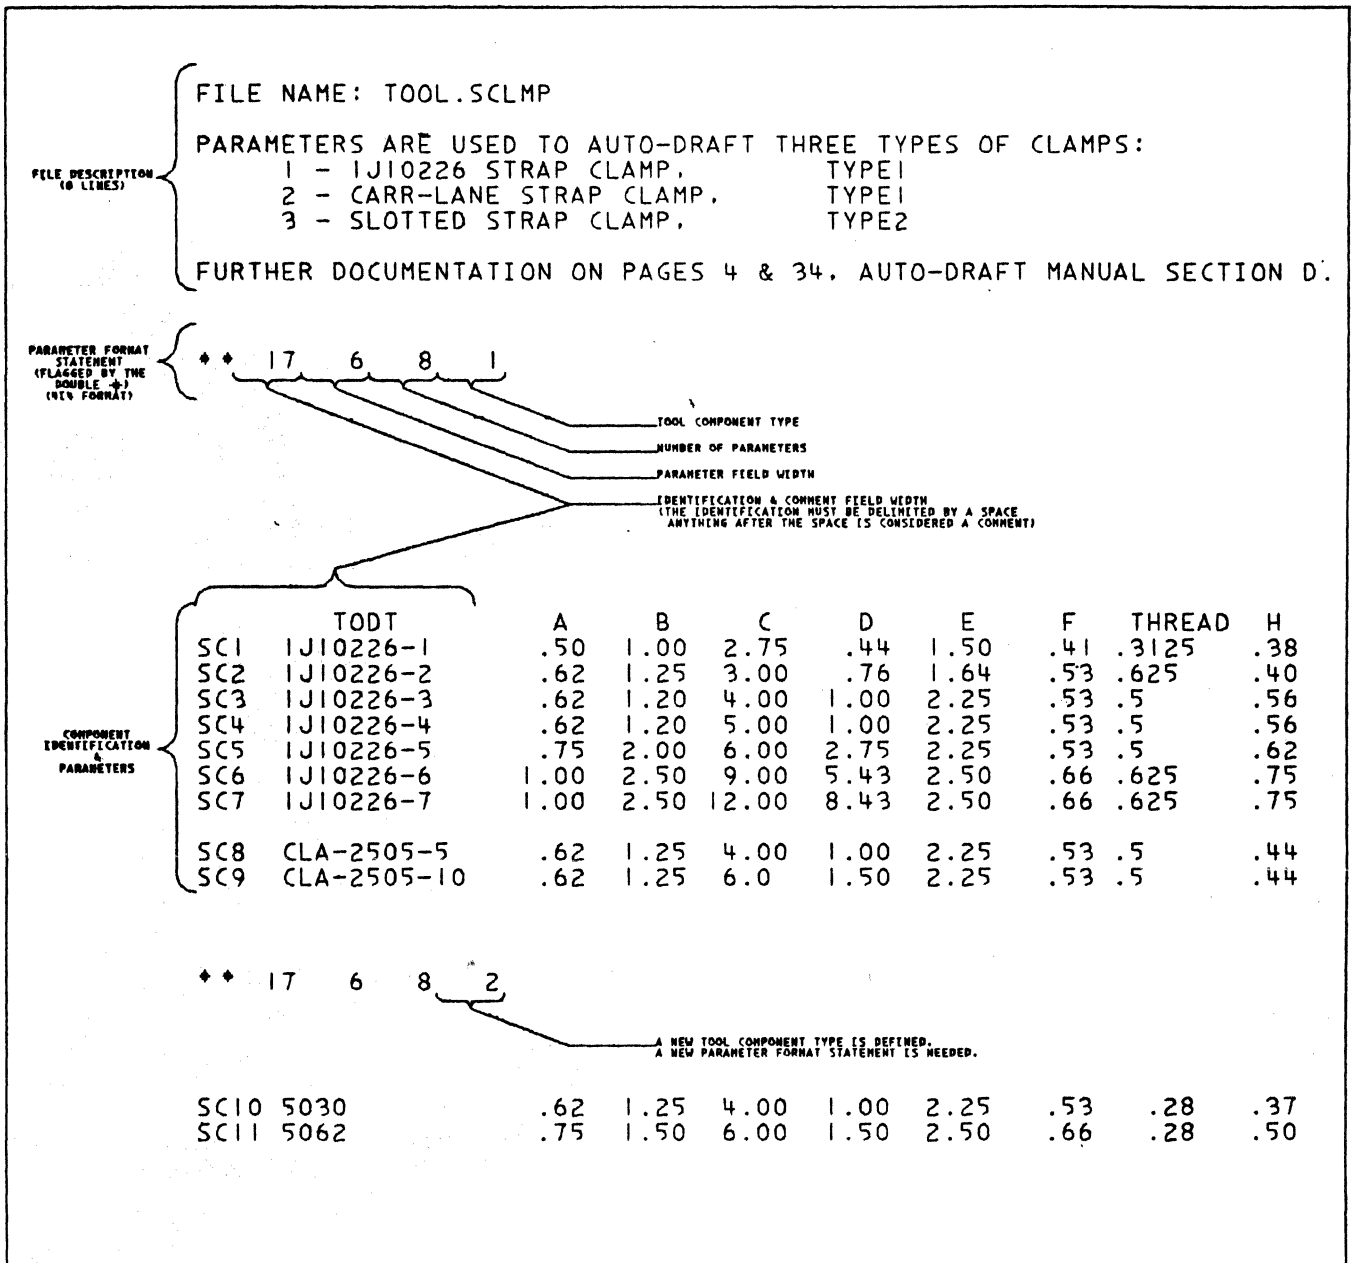 FILE NAME: TOOL.SCLMP
PARAMETERS ARE USED TO AUTO-DRAFT THREE TYPES OF CLAMPS:
1 - 1J10226 STRAP CLAMP, TYPE1
2 - CARR-LANE STRAP CLAMP, TYPE1
3 - SLOTTED STRAP CLAMP, TYPE2
FURTHER DOCUMENTATION ON PAGES 4 & 34, AUTO-DRAFT MANUAL SECTION D.
FILE DESCRIPTION
(8 LINES)
PARAMETER FORMAT
STATEMENT
(FLAGGED BY THE
DOUBLE *)
(4I4 FORMAT)
** 17 6 8 1
TOOL COMPONENT TYPE
NUMBER OF PARAMETERS
PARAMETER FIELD WIDTH
IDENTIFICATION & COMMENT FIELD WIDTH
(THE IDENTIFICATION MUST BE DELIMITED BY A SPACE
ANYTHING AFTER THE SPACE IS CONSIDERED A COMMENT)
COMPONENT
IDENTIFICATION
&
PARAMETERS
TODT A B C D E F THREAD H
SC1 1J10226-1 .50 1.00 2.75 .44 1.50 .41 .3125 .38
SC2 1J10226-2 .62 1.25 3.00 .76 1.64 .53 .625 .40
SC3 1J10226-3 .62 1.20 4.00 1.00 2.25 .53 .5 .56
SC4 1J10226-4 .62 1.20 5.00 1.00 2.25 .53 .5 .56
SC5 1J10226-5 .75 2.00 6.00 2.75 2.25 .53 .5 .62
SC6 1J10226-6 1.00 2.50 9.00 5.43 2.50 .66 .625 .75
SC7 1J10226-7 1.00 2.50 12.00 8.43 2.50 .66 .625 .75
SC8 CLA-2505-5 .62 1.25 4.00 1.00 2.25 .53 .5 .44
SC9 CLA-2505-10 .62 1.25 6.0 1.50 2.25 .53 .5 .44
** 17 6 8 2
A NEW TOOL COMPONENT TYPE IS DEFINED.
A NEW PARAMETER FORMAT STATEMENT IS NEEDED.
SC10 5030 .62 1.25 4.00 1.00 2.25 .53 .28 .37
SC11 5062 .75 1.50 6.00 1.50 2.50 .66 .28 .50